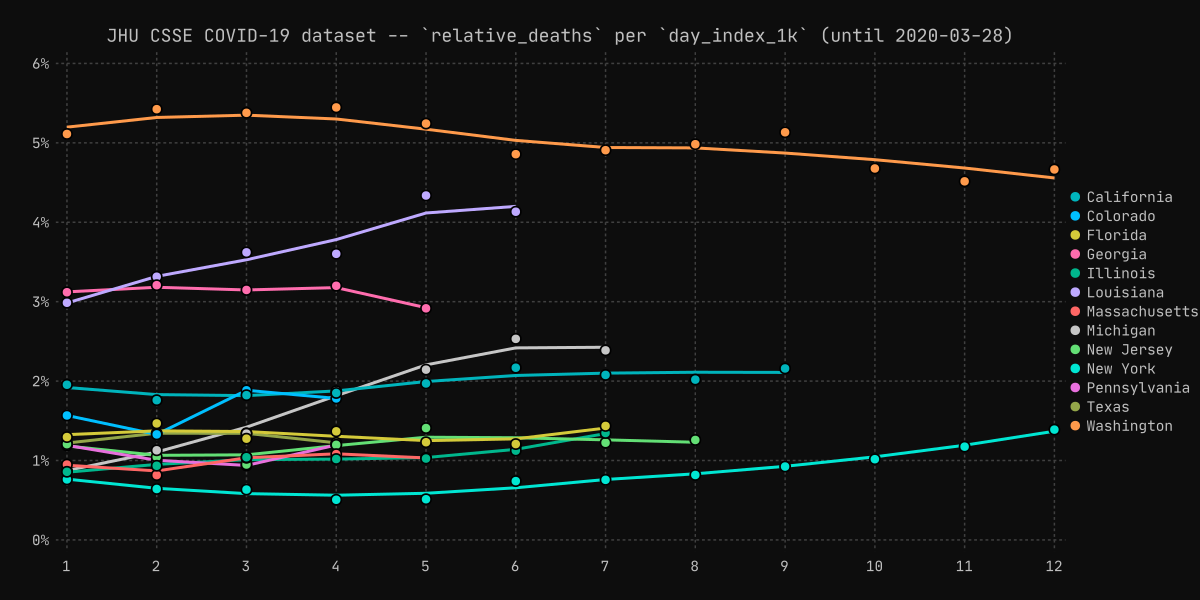 JHU CSSE COVID-19 dataset -- `relative_deaths` per `day_index_1k` (until 2020-03-28)
6%
5%
4%
3%
2%
1%
0%
1 2 3 4 5 6 7 8 9 10 11 12
California
Colorado
Florida
Georgia
Illinois
Louisiana
Massachusetts
Michigan
New Jersey
New York
Pennsylvania
Texas
Washington